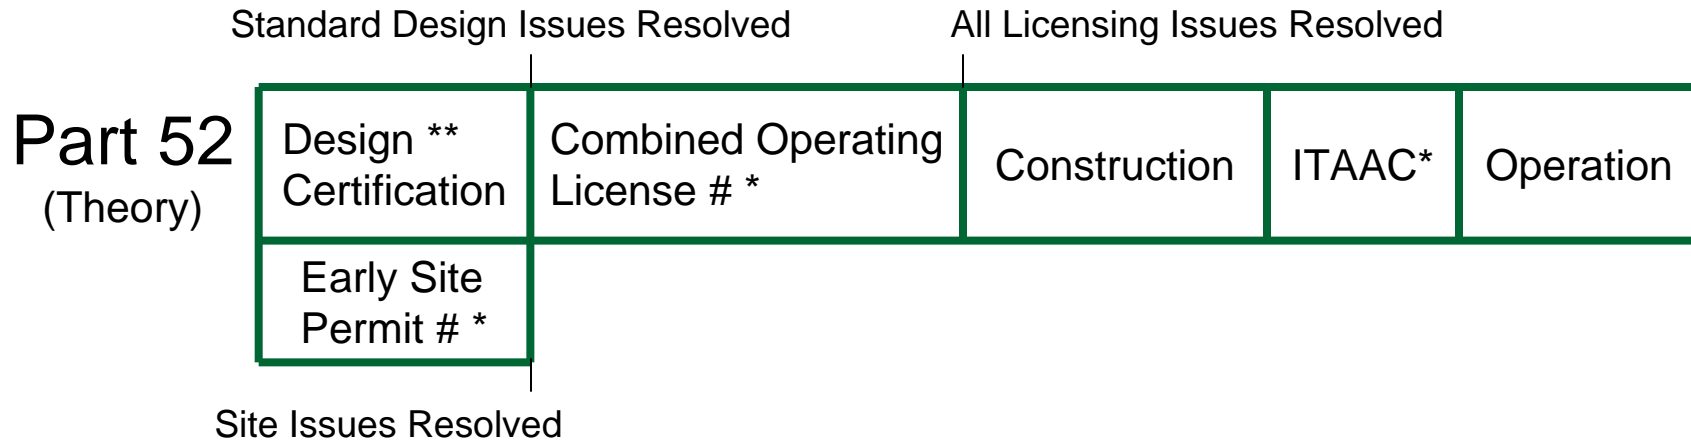 Standard Design Issues Resolved
All Licensing Issues Resolved
Part 52
(Theory)
Design **
Certification
Combined Operating
License # *
Construction
ITAAC*
Operation
Early Site
Permit # *
Site Issues Resolved